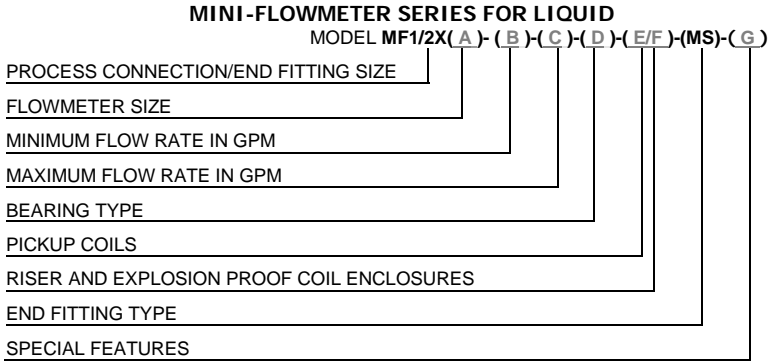 MINI-FLOWMETER SERIES FOR LIQUID
MODEL MF1/2X( A )- ( B )-( C )-( D )-( E/F )-(MS)-( G )
PROCESS CONNECTION/END FITTING SIZE
FLOWMETER SIZE
MINIMUM FLOW RATE IN GPM
MAXIMUM FLOW RATE IN GPM
BEARING TYPE
PICKUP COILS
RISER AND EXPLOSION PROOF COIL ENCLOSURES
END FITTING TYPE
SPECIAL FEATURES